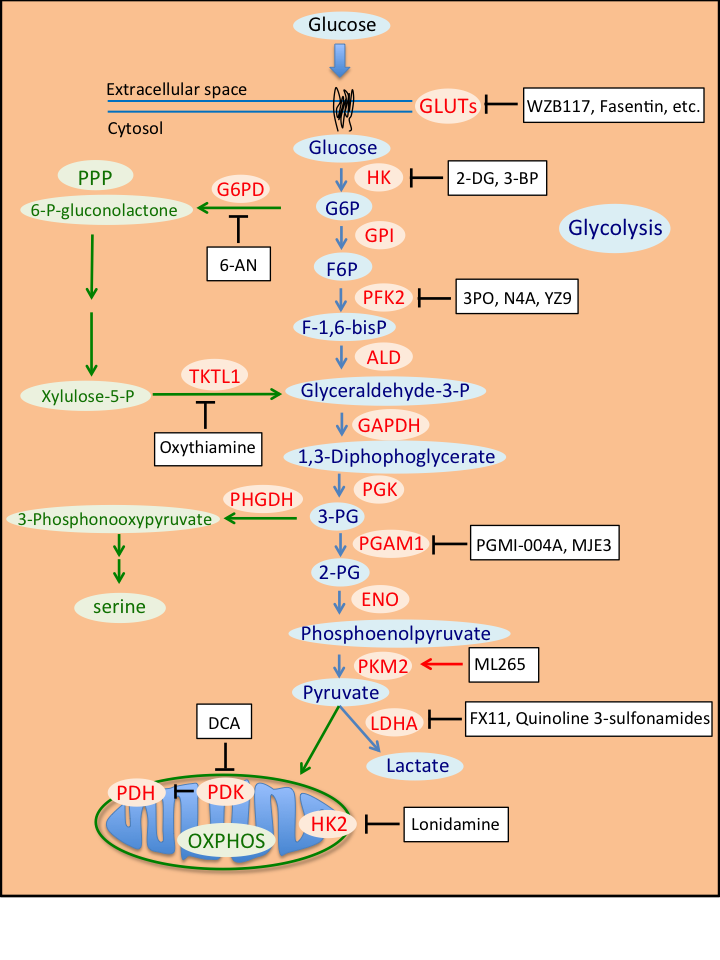 Glucose
Extracellular space
GLUTs
WZB117, Fasentin, etc.
Cytosol
Glucose
PPP
HK
2-DG, 3-BP
G6PD
6-P-gluconolactone
G6P
Glycolysis
GPI
6-AN
F6P
PFK2
3PO, N4A, YZ9
F-1,6-bisP
ALD
TKTL1
Xylulose-5-P
Glyceraldehyde-3-P
GAPDH
Oxythiamine
1,3-Diphophoglycerate
PGK
PHGDH
3-Phosphonooxypyruvate
3-PG
PGAM1
PGMI-004A, MJE3
2-PG
ENO
serine
Phosphoenolpyruvate
PKM2
ML265
Pyruvate
DCA
LDHA
FX11, Quinoline 3-sulfonamides
Lactate
PDH
PDK
HK2
Lonidamine
OXPHOS